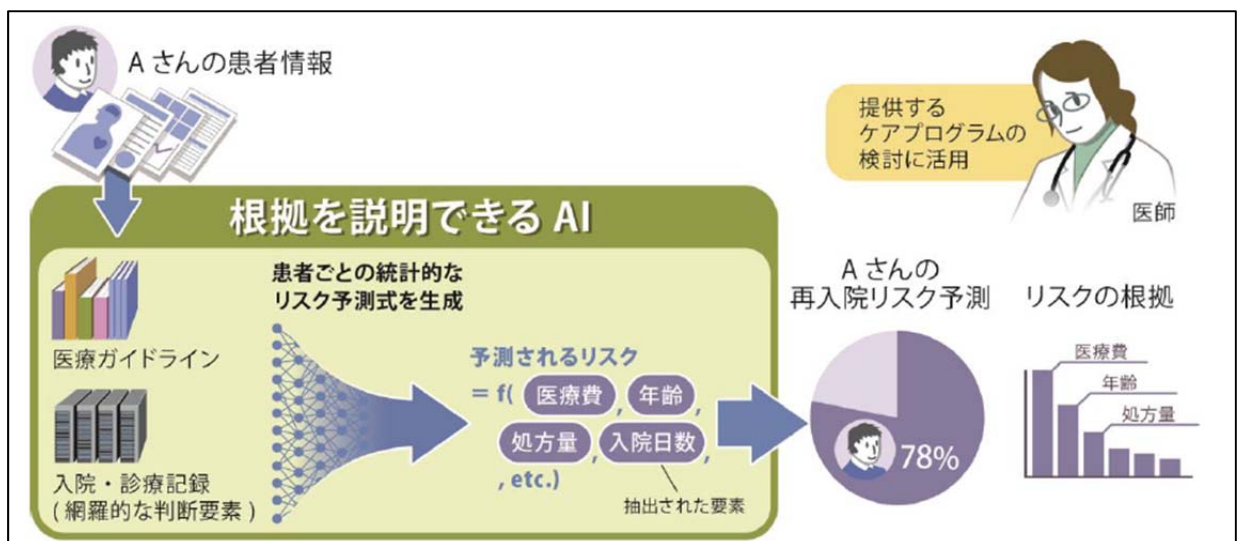 Aさんの患者情報
提供する
ケアプログラムの
検討に活用
医師
根拠を説明できるAI
医療ガイドライン
入院・診療記録
(網羅的な判断要素)
患者ごとの統計的な
リスク予測式を生成
予測されるリスク
= f( 医療費 , 年齢 ,
処方量 , 入院日数 ,
, etc.)
抽出された要素
Aさんの
再入院リスク予測
78%
リスクの根拠
医療費
年齢
処方量